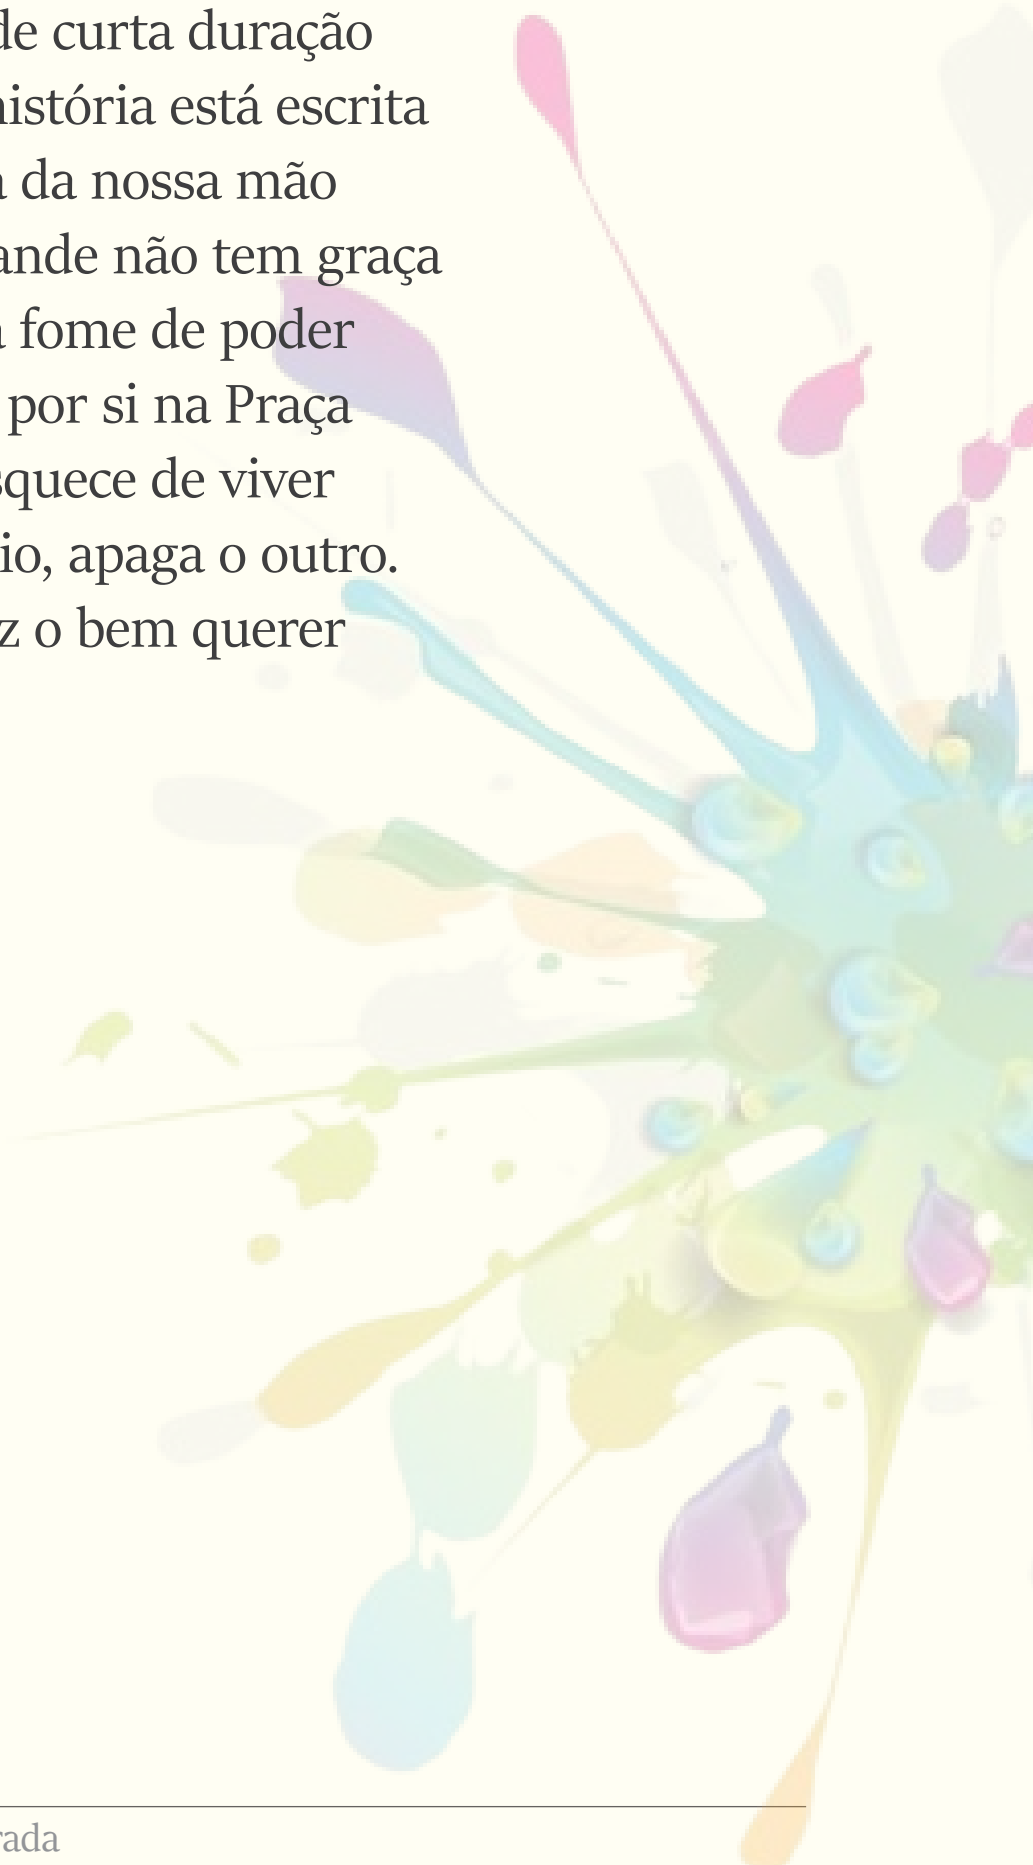 de curta duração
istória está escrita
da nossa mão
ande não tem graça
fome de poder
por si na Praça
squece de viver
io, apaga o outro.
z o bem querer
rada